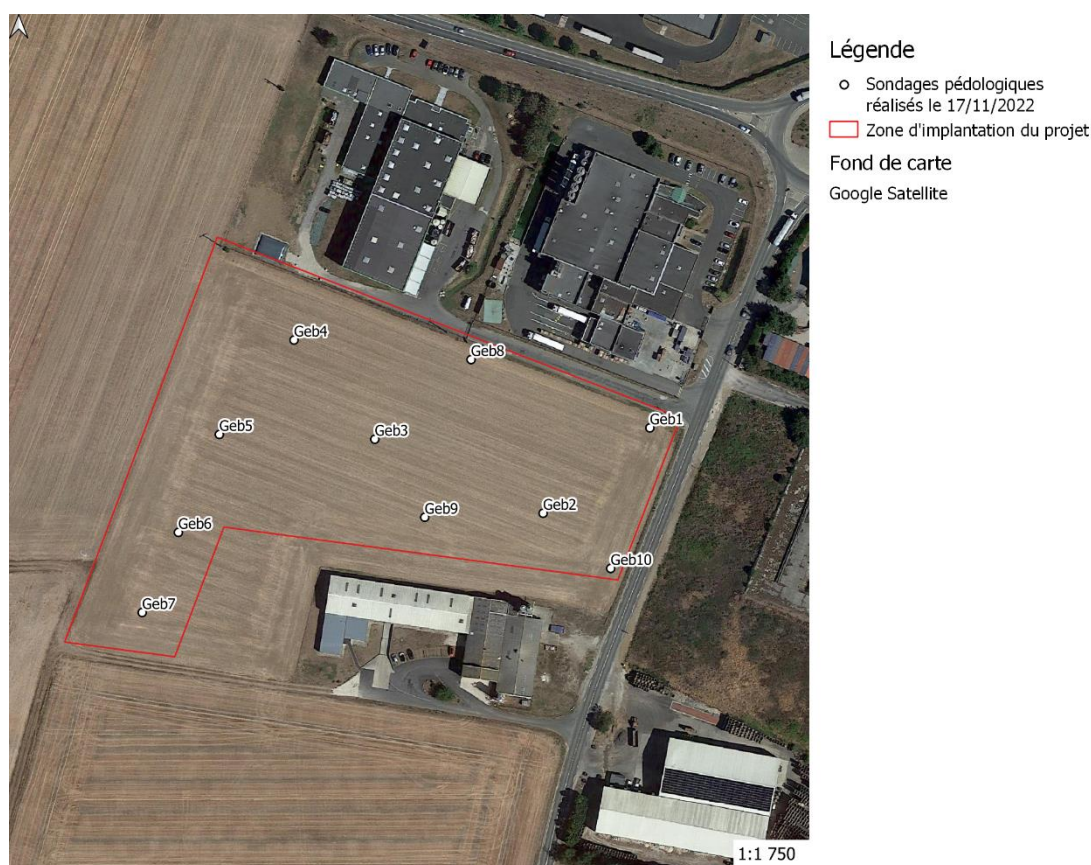 Légende
Sondages pédologiques
réalisés le 17/11/2022
Zone d'implantation du projet
Fond de carte
Google Satellite
Geb4
Geb8
Geb1
Geb5
Geb3
Geb9
Geb2
Geb6
Geb10
Geb7
1:1 750